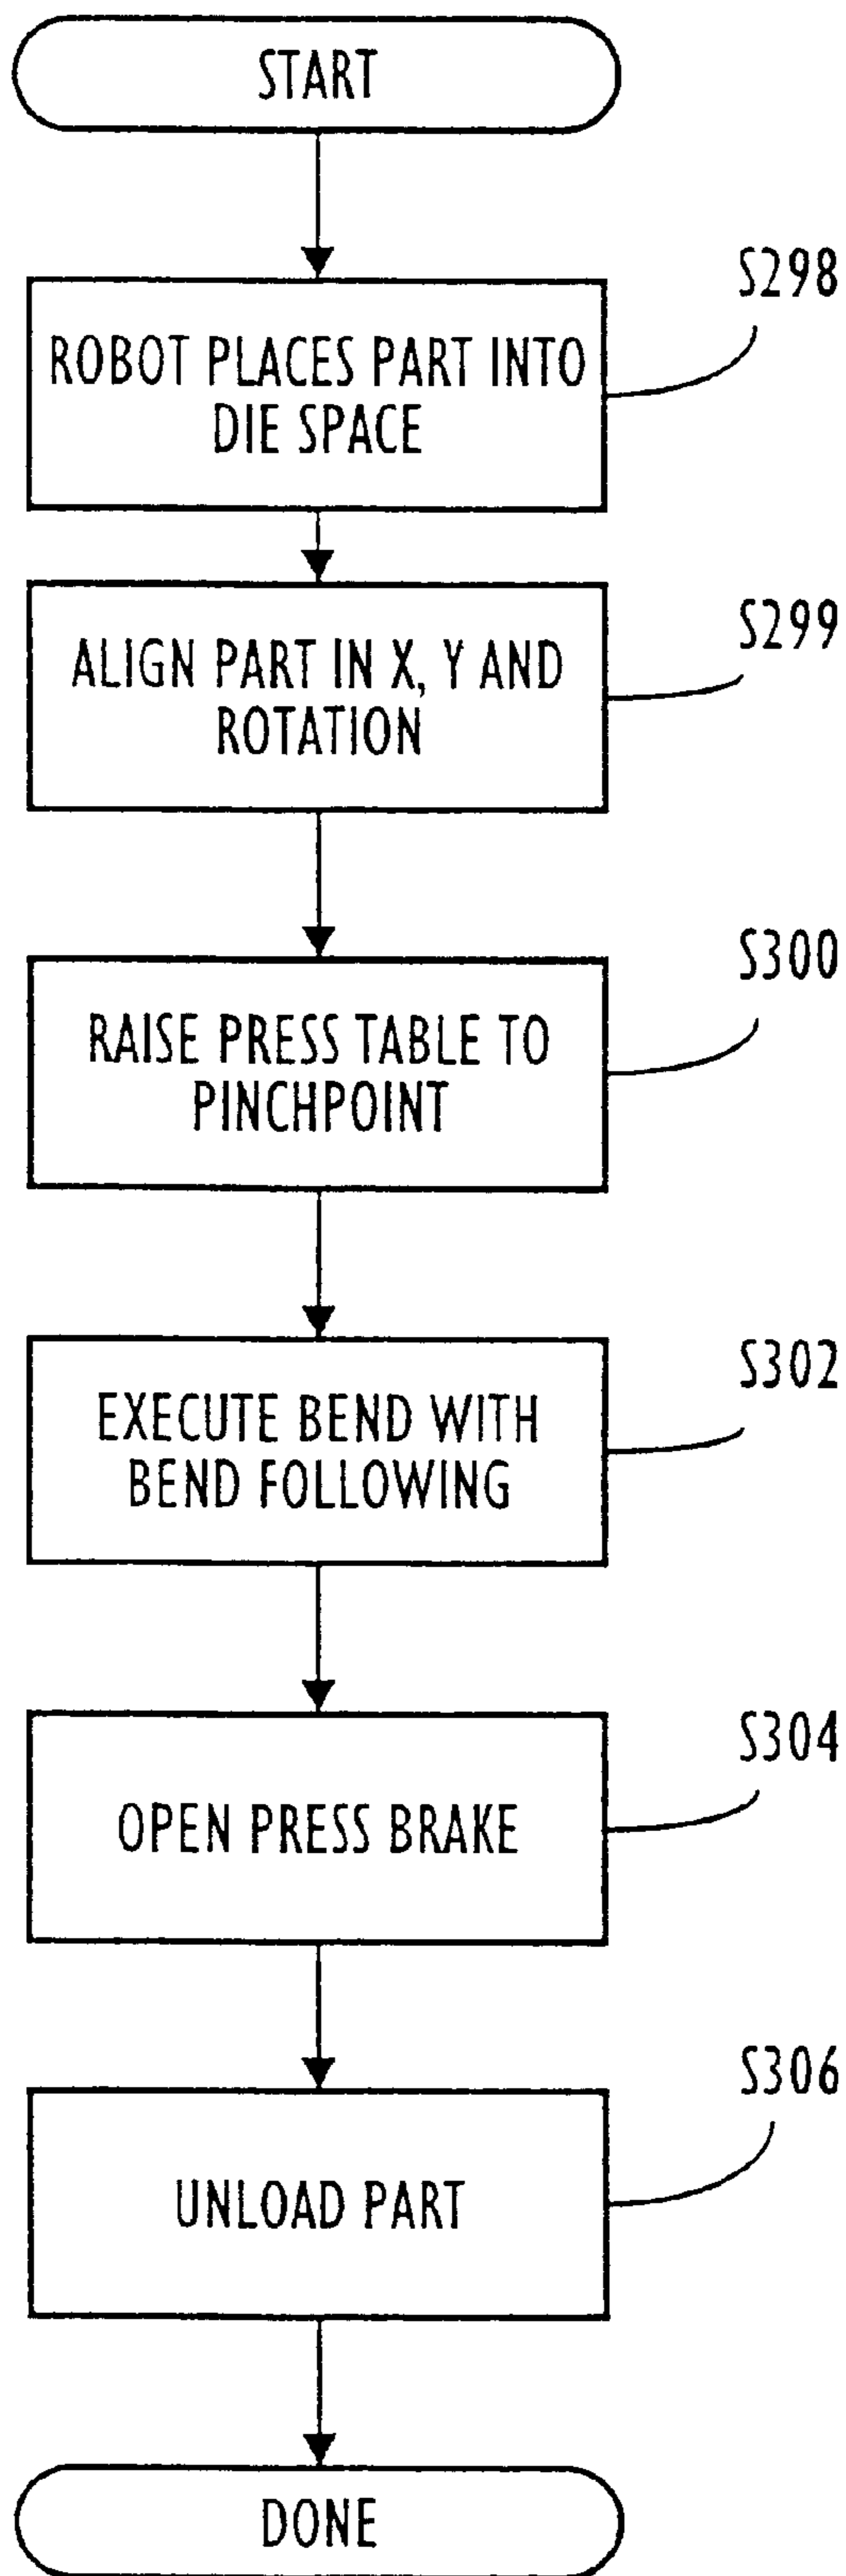 START
S298
ROBOT PLACES PART INTO
DIE SPACE
S299
ALIGN PART IN X, Y AND
ROTATION
S300
RAISE PRESS TABLE TO
PINCHPOINT
S302
EXECUTE BEND WITH
BEND FOLLOWING
S304
OPEN PRESS BRAKE
S306
UNLOAD PART
DONE